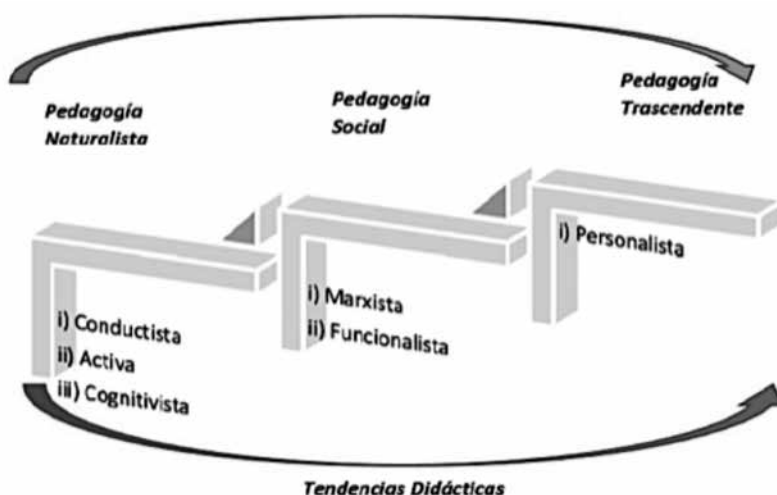 Pedagogía
Naturalista
Pedagogía
Social
Pedagogía
Trascendente
i) Conductista
ii) Activa
iii) Cognitivista
i) Marxista
ii) Funcionalista
i) Personalista
Tendencias Didácticas